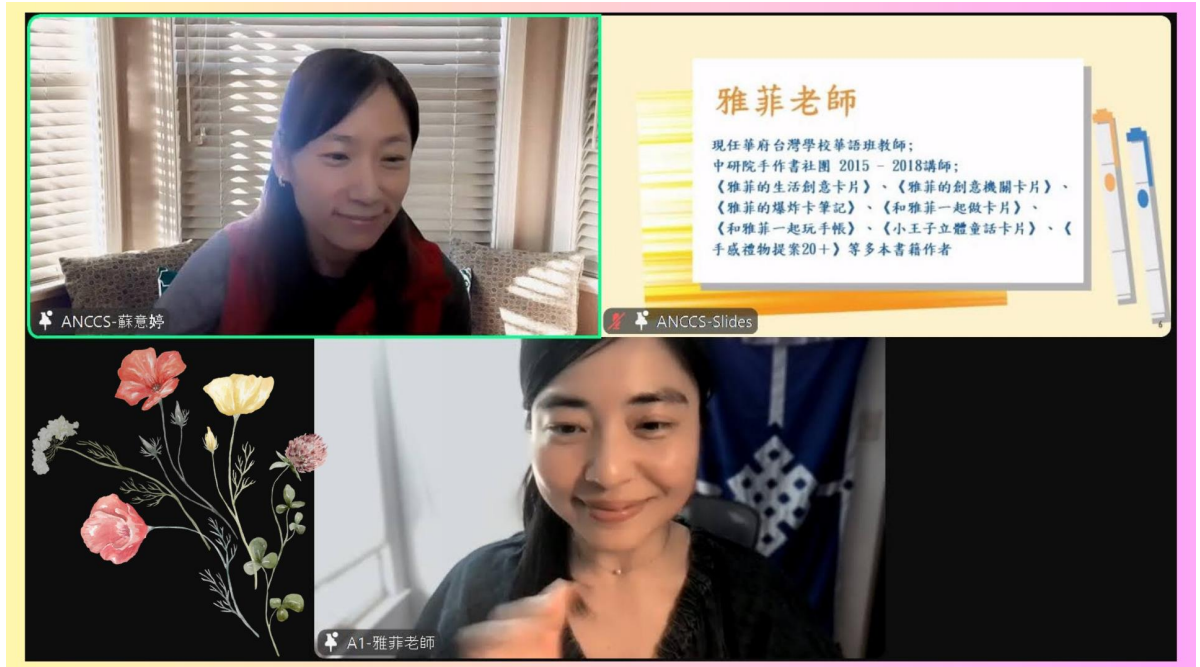 ANCCS-蘇意婷
雅菲老師
現任華府台灣學校華語班教師；
中研院手作書社團 2015 - 2018講師；
《雅菲的生活創意卡片》、《雅菲的創意機關卡片》、
《雅菲的爆炸卡筆記》、《和雅菲一起做卡片》、
《和雅菲一起玩手帳》、《小王子立體童話卡片》、《
手感禮物提案20+》等多本書籍作者
6
ANCCS-Slides
A1-雅菲老師